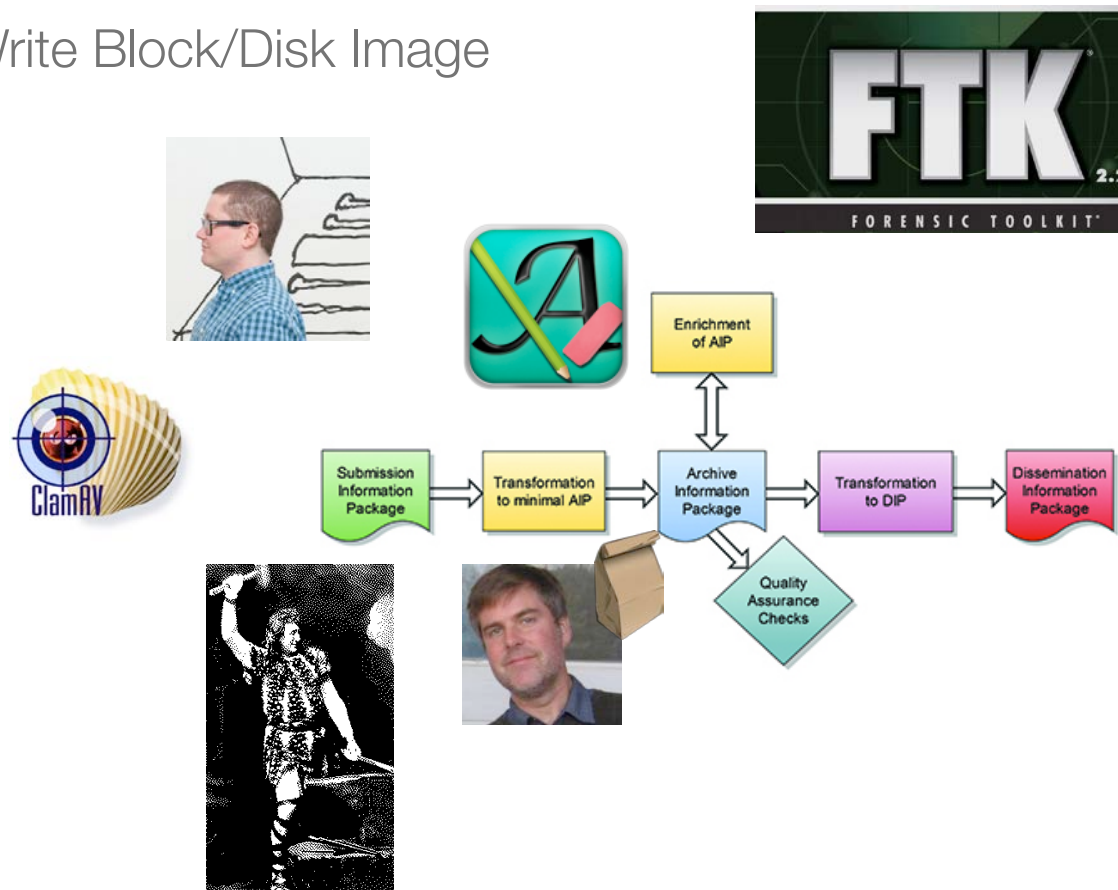 Write Block/Disk Image
FTK
2.
FORENSIC TOOLKIT
A
Enrichment
of AIP
ClamAV
Submission
Information
Package
Transformation
to minimal AIP
Archive
Information
Package
Transformation
to DIP
Dissemination
Information
Package
Quality
Assurance
Checks